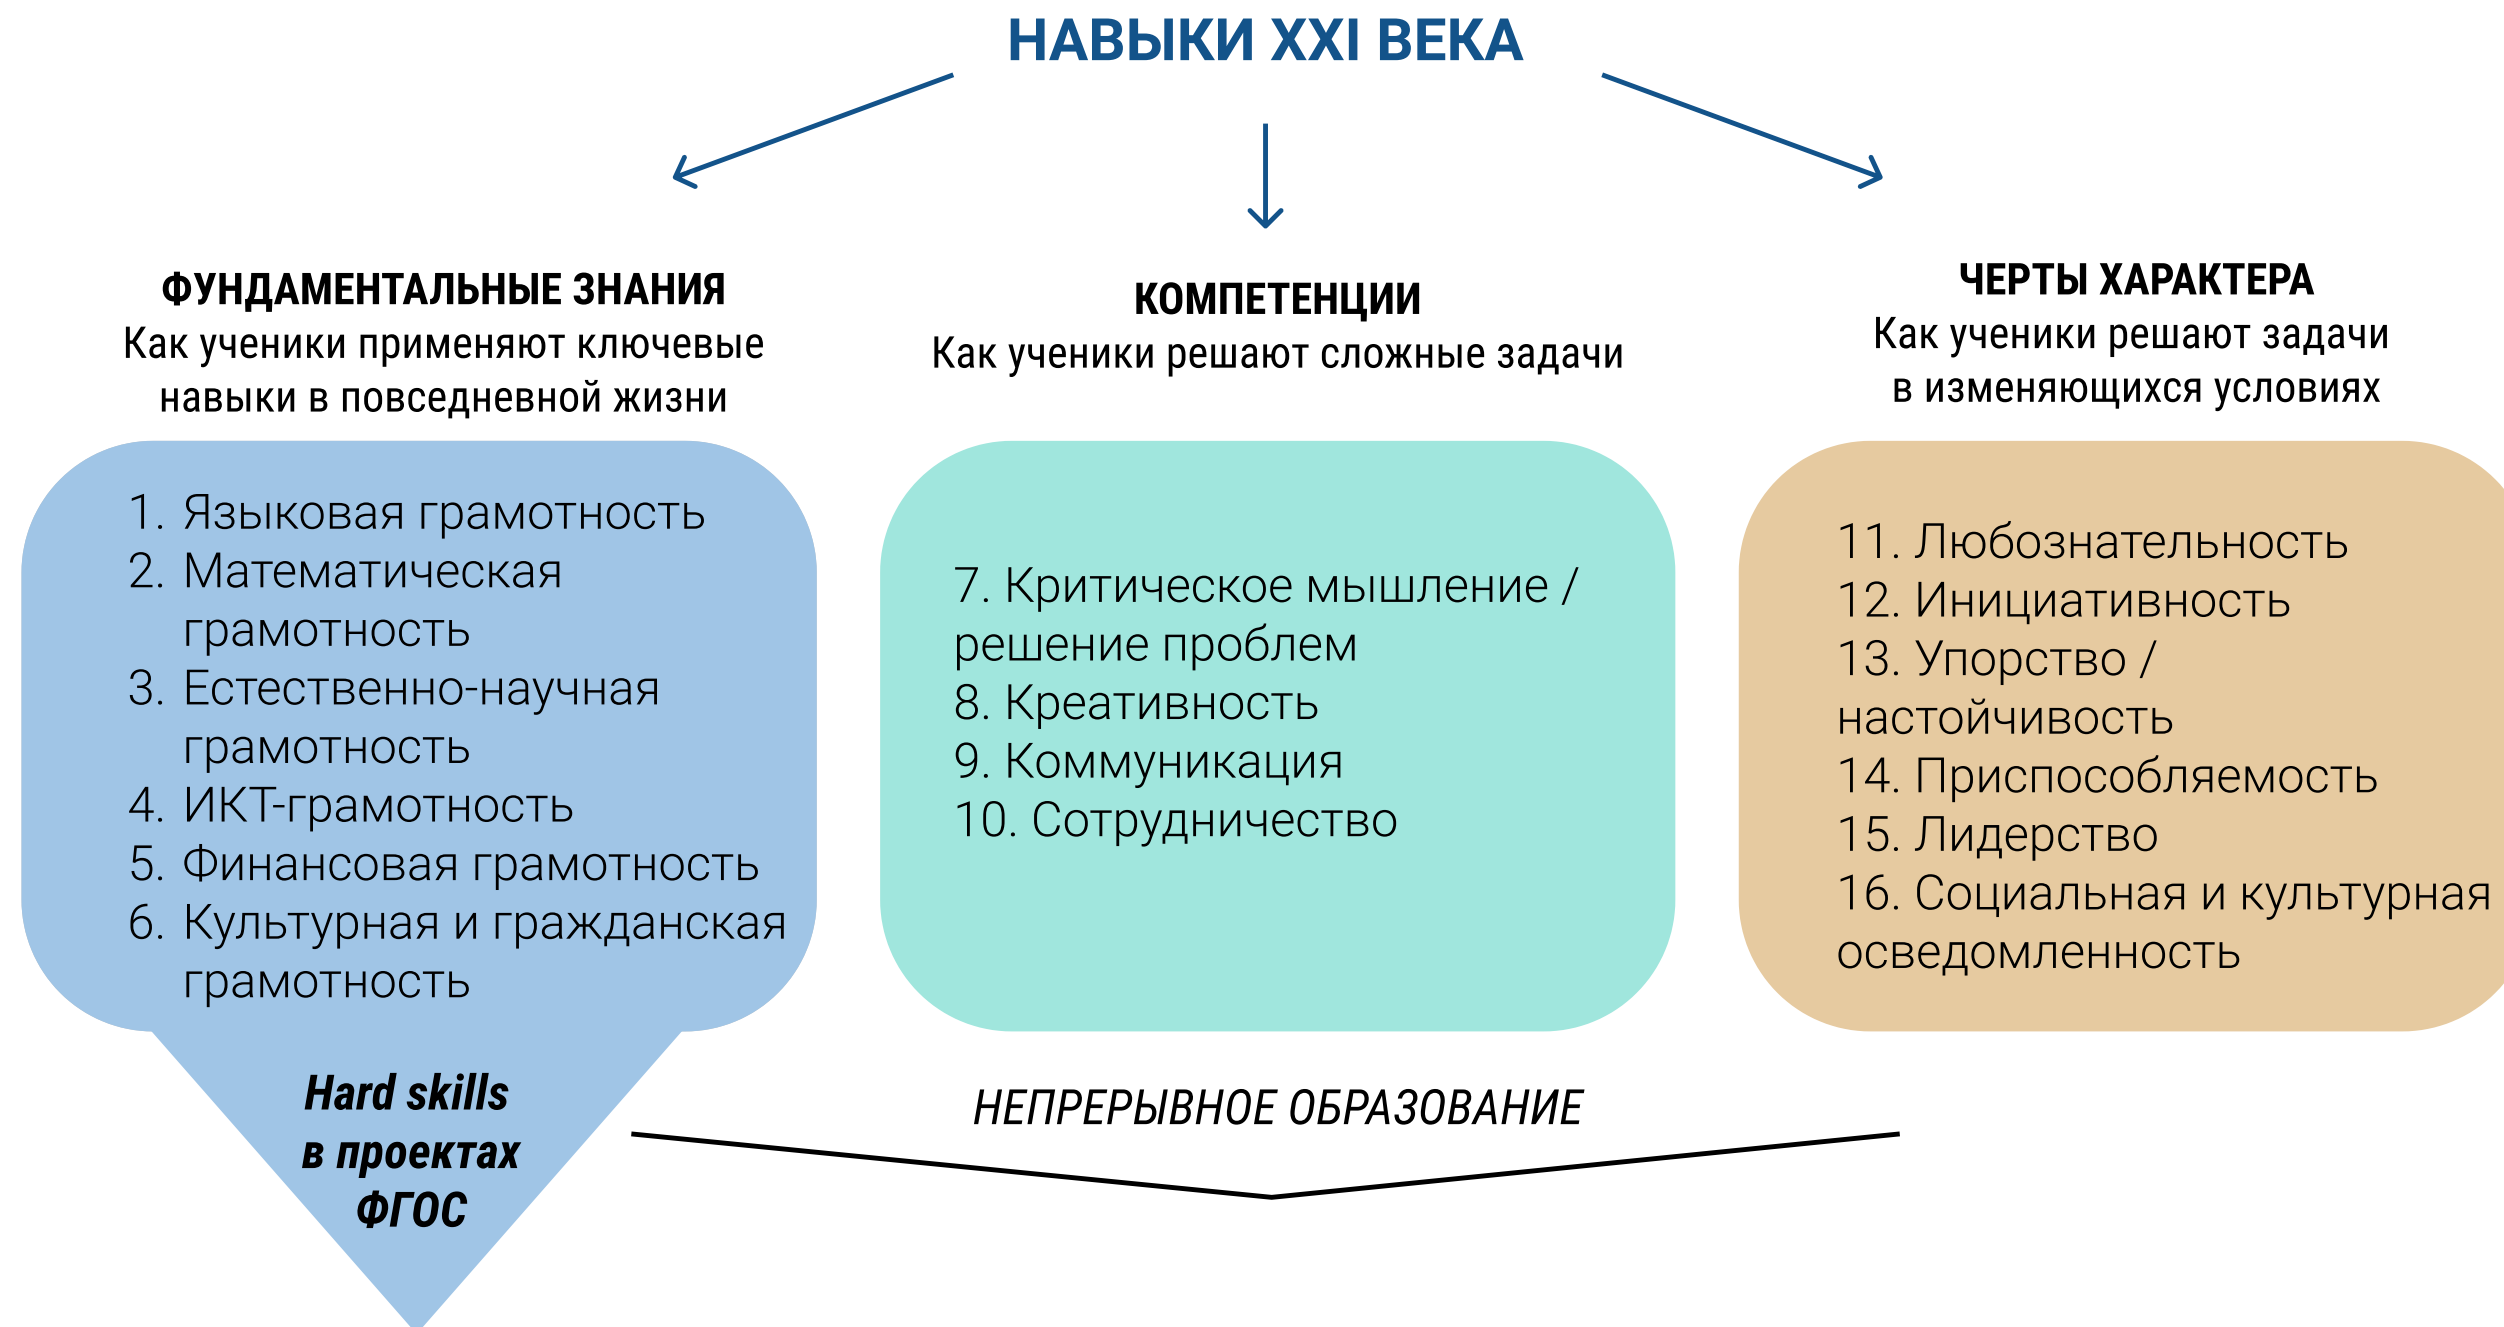 НАВЫКИ XXI ВЕКА
ФУНДАМЕНТАЛЬНЫЕ ЗНАНИЯ
Как ученики применяют ключевые
навыки в повседневной жизни
1. Языковая грамотность
2. Математическая
грамотность
3. Естественно-научная
грамотность
4. ИКТ-грамотность
5. Финансовая грамотность
6. Культурная и гражданская
грамотность
Hard skills
в проектах
ФГОС
КОМПЕТЕНЦИИ
Как ученики решают сложные задачи
7. Критическое мышление /
решение проблем
8. Креативность
9. Коммуникация
10. Сотрудничество
ЧЕРТЫ ХАРАКТЕРА
Как ученики решают задачи
в изменяющихся условиях
11. Любознательность
12. Инициативность
13. Упорство /
настойчивость
14. Приспособляемость
15. Лидерство
16. Социальная и культурная
осведомленность
НЕПРЕРЫВНОЕ ОБРАЗОВАНИЕ